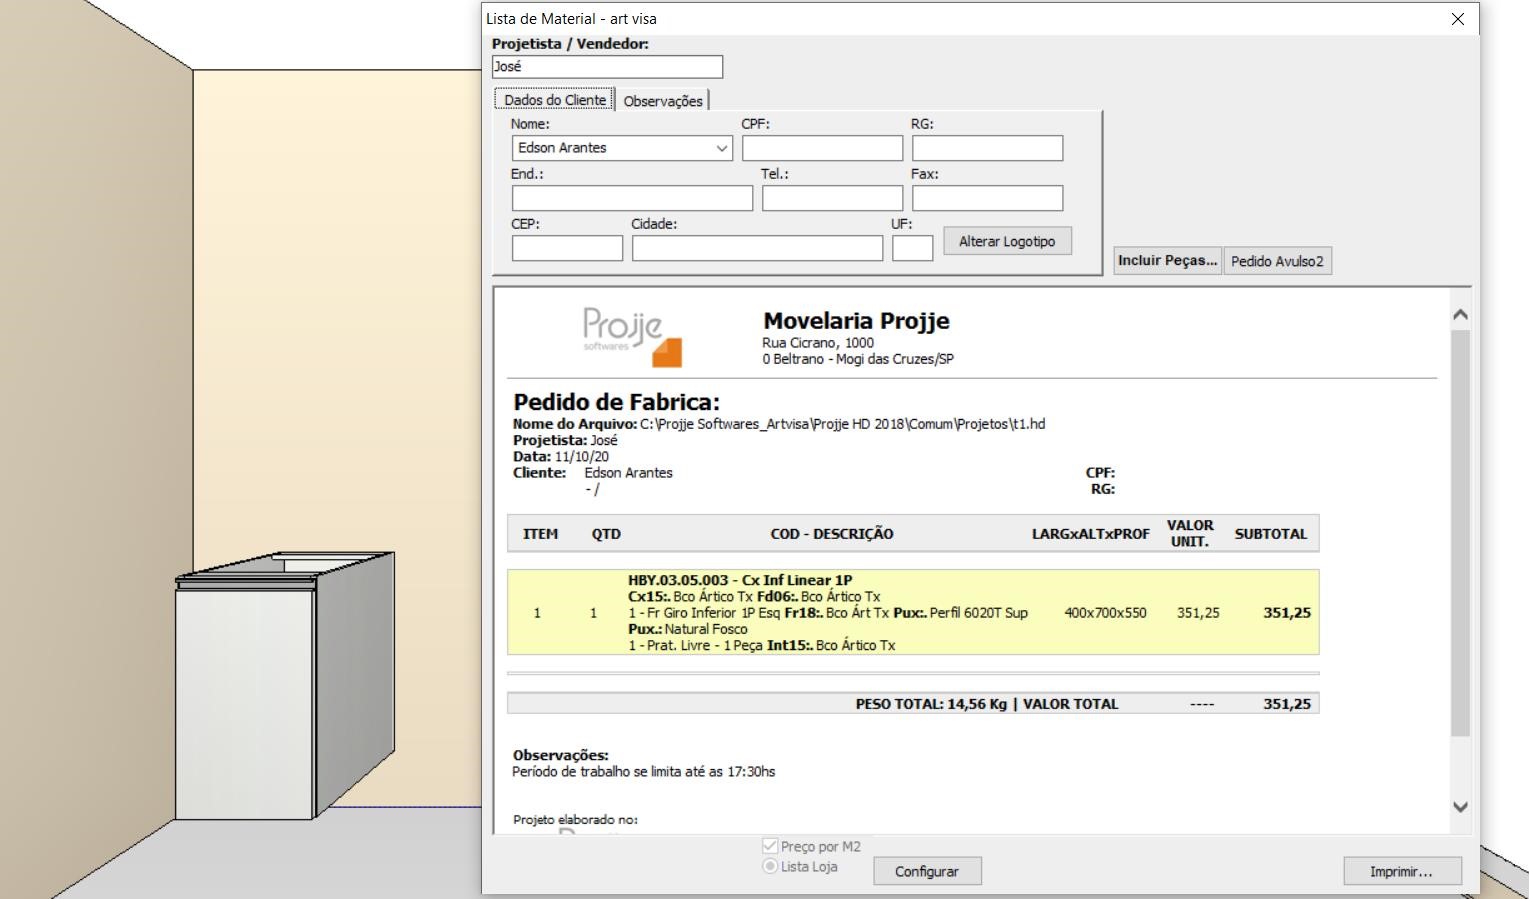 Lista de Material - art visa
Projetista / Vendedor:
José
Dados do Cliente Observações
Nome: CPF: RG:
Edson Arantes
End.: Tel.: Fax:
CEP: Cidade: UF:
Alterar Logotipo
Incluir Peças... Pedido Avulso2
Projje
softwares
Movelaria Projje
Rua Cicrano, 1000
0 Beltrano - Mogi das Cruzes/SP
Pedido de Fabrica:
Nome do Arquivo: C:\Projje Softwares_Artvisa\Projje HD 2018\Comum\Projetos\t1.hd
Projetista: José
Data: 11/10/20
Cliente: Edson Arantes CPF:
- / RG:
ITEM QTD COD - DESCRIÇÃO LARGxALTxPROF VALOR UNIT. SUBTOTAL
HBY.03.05.003 - Cx Inf Linear 1P
Cx15:. Bco Ártico Tx Fd06:. Bco Ártico Tx
1 1 1 - Fr Giro Inferior 1P Esq Fr18:. Bco Árt Tx Pux:. Perfil 6020T Sup 400x700x550 351,25 351,25
Pux.: Natural Fosco
1 - Prat. Livre - 1 Peça Int15:. Bco Ártico Tx
PESO TOTAL: 14,56 Kg | VALOR TOTAL ---- 351,25
Observações:
Período de trabalho se limita até as 17:30hs
Projeto elaborado no:
Preço por M2
Lista Loja
Configurar
Imprimir...